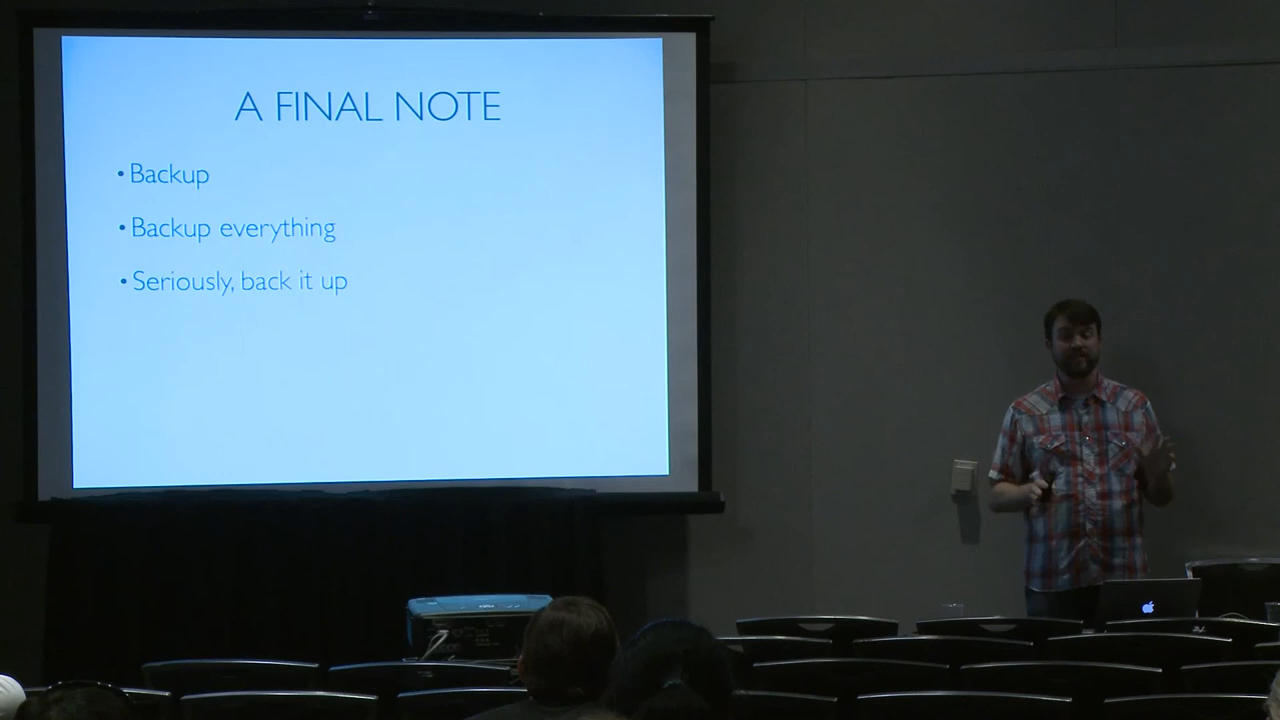 A FINAL NOTE
• Backup
• Backup everything
• Seriously, back it up